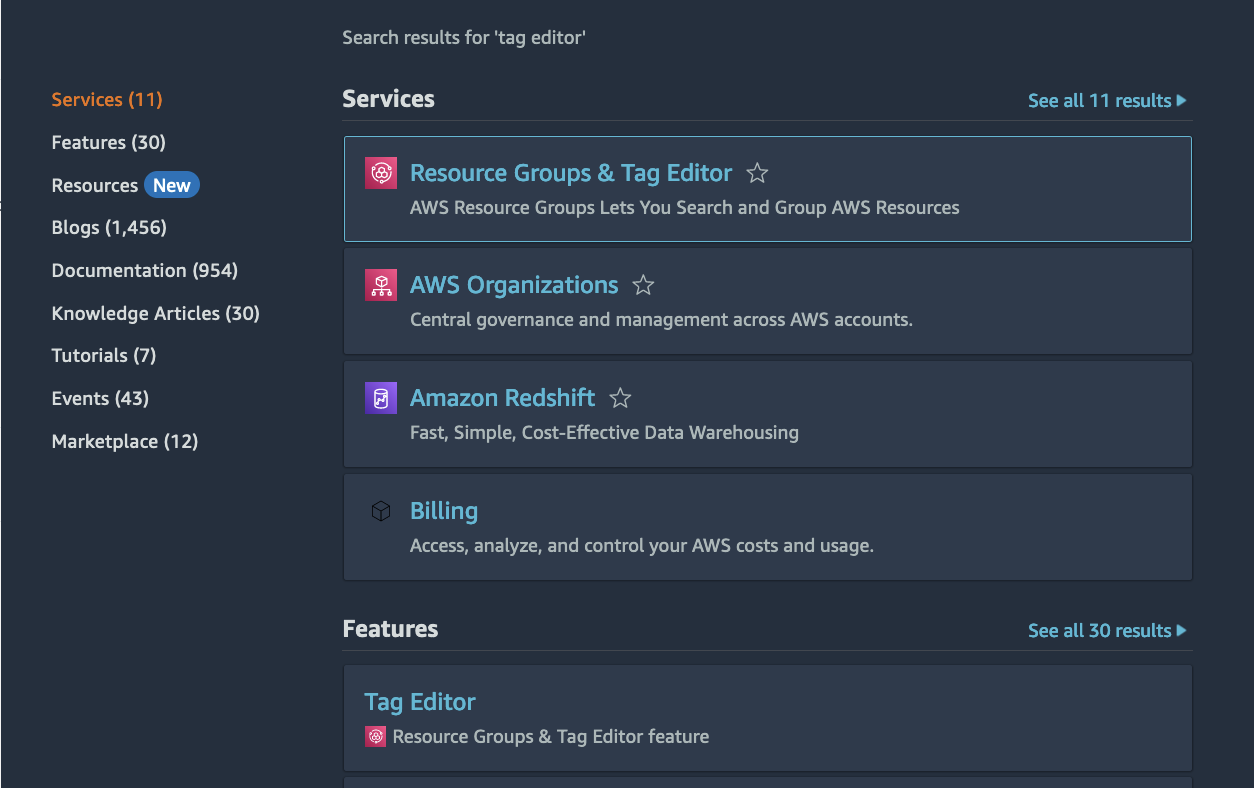 Search results for 'tag editor'
Services (11)
Features (30)
Resources New
Blogs (1,456)
Documentation (954)
Knowledge Articles (30)
Tutorials (7)
Events (43)
Marketplace (12)
Services
See all 11 results
Resource Groups & Tag Editor
AWS Resource Groups Lets You Search and Group AWS Resources
AWS Organizations
Central governance and management across AWS accounts.
Amazon Redshift
Fast, Simple, Cost-Effective Data Warehousing
Billing
Access, analyze, and control your AWS costs and usage.
Features
See all 30 results
Tag Editor
Resource Groups & Tag Editor feature